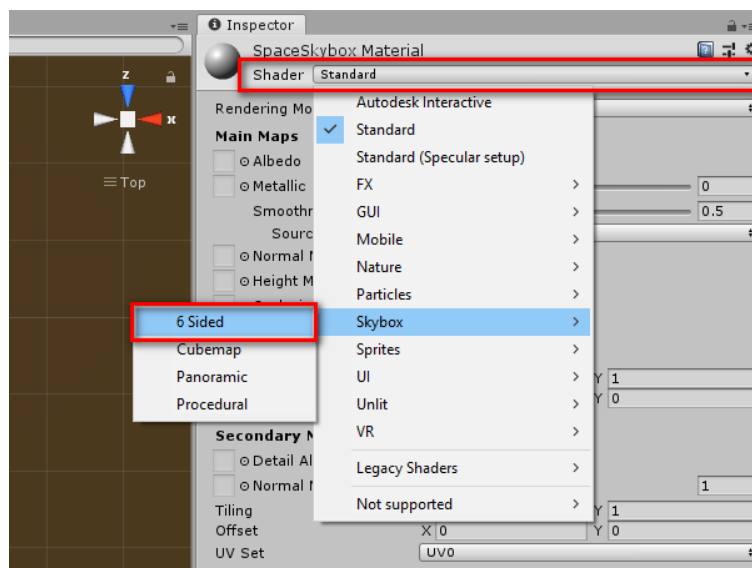 Inspector
SpaceSkybox Material
Shader Standard
z
x
Top
Rendering Mo
Autodesk Interactive
Main Maps
Standard
Albedo
Standard (Specular setup)
Metallic
FX
0
Smoothr
GUI
0.5
Sourc
Mobile
Normal M
Nature
Height M
Particles
6 Sided
Skybox
Cubemap
Sprites
Panoramic
UI
Y 1
Procedural
Unlit
Y 0
Secondary M
VR
Detail Al
Legacy Shaders
Normal M
1
Tiling
Not supported
Y 1
Offset
X 0
Y 0
UV Set
UV0